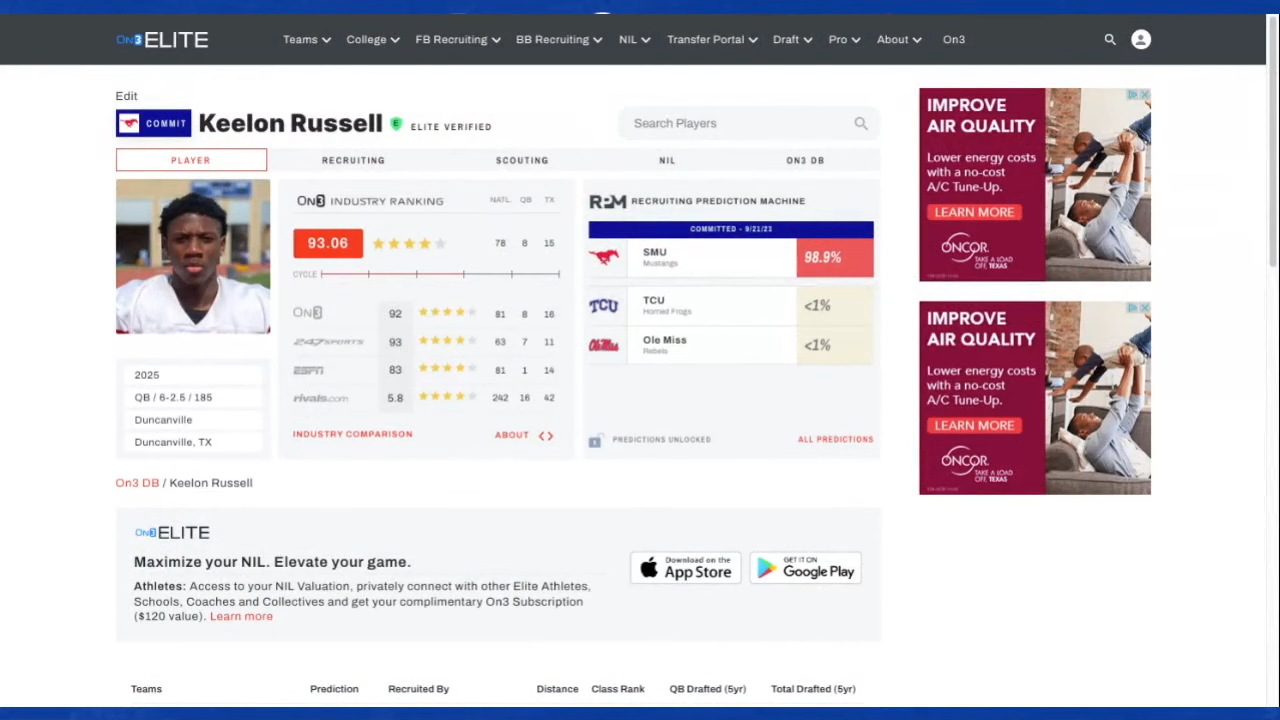 On3 ELITE
Teams College FB Recruiting BB Recruiting NIL Transfer Portal Draft Pro About On3
Edit
COMMIT Keelon Russell E ELITE VERIFIED
Search Players
PLAYER RECRUITING SCOUTING NIL ON3 DB
On3 INDUSTRY RANKING NATL. QB TX
93.06 78 8 15
CYCLE
On3 92 81 8 16
247SPORTS 93 63 7 11
ESPN 83 81 1 14
rivals.com 5.8 242 16 42
INDUSTRY COMPARISON ABOUT
RPM RECRUITING PREDICTION MACHINE
COMMITTED - 9/21/23
SMU
Mustangs
98.9%
TCU TCU
Horned Frogs
<1%
Ole Miss Ole Miss
Rebels
<1%
PREDICTIONS UNLOCKED ALL PREDICTIONS
2025
QB / 6-2.5 / 185
Duncanville
Duncanville, TX
On3 DB / Keelon Russell
On3 ELITE
Maximize your NIL. Elevate your game.
Athletes: Access to your NIL Valuation, privately connect with other Elite Athletes,
Schools, Coaches and Collectives and get your complimentary On3 Subscription
($120 value). Learn more
Download on the
App Store
GET IT ON
Google Play
Teams Prediction Recruited By Distance Class Rank QB Drafted (5yr) Total Drafted (5yr)
IMPROVE
AIR QUALITY
Lower energy costs
with a no-cost
A/C Tune-Up.
LEARN MORE
ONCOR.
TAKE A LOAD
OFF, TEXAS
IMPROVE
AIR QUALITY
Lower energy costs
with a no-cost
A/C Tune-Up.
LEARN MORE
ONCOR.
TAKE A LOAD
OFF, TEXAS